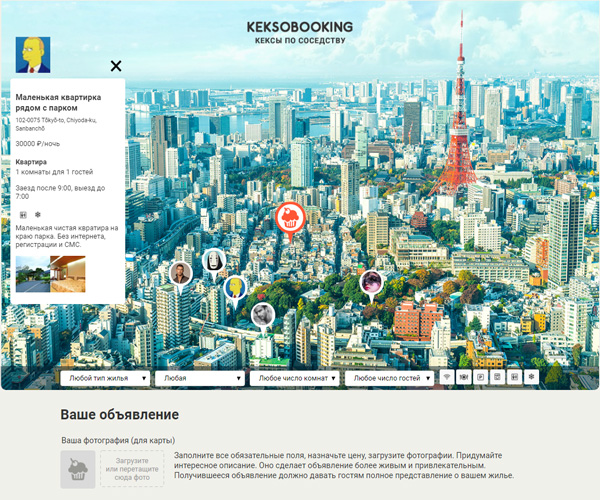 KEKSOBOOKING
КЕКСЫ ПО СОСЕДСТВУ
Маленькая квартирка
рядом с парком
102-0075 Tōkyō-to, Chiyoda-ku,
Sanbanchō
30000 ₽/ночь
Квартира
1 комнаты для 1 гостей
Заезд после 9:00, выезд до
7:00
Маленькая чистая квратира на
краю парка. Без интернета,
регистрации и СМС.
Любой тип жилья
Любая
Любое число комнат
Любое число гостей
Ваше объявление
Ваша фотография (для карты)
Загрузите
или перетащите
сюда фото
Заполните все обязательные поля, назначьте цену, загрузите фотографии. Придумайте
интересное описание. Оно сделает объявление более живым и привлекательным.
Получившееся объявление должно давать гостям полное представление о вашем жилье.